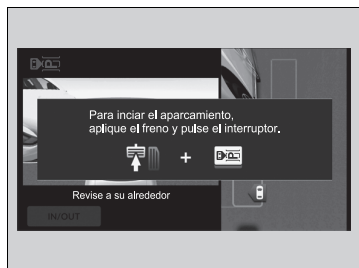 Para inciar el aparcamiento,
aplique el freno y pulse el interruptor.
+
Revise a su alrededor
IN/OUT